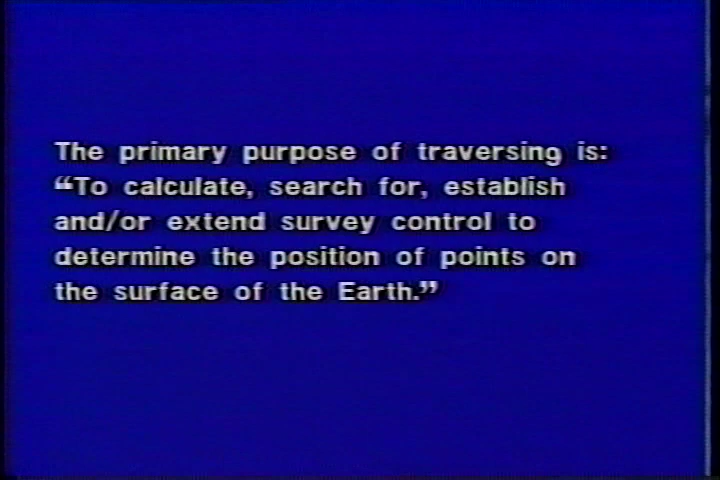 The primary purpose of traversing is:
“To calculate, search for, establish
and/or extend survey control to
determine the position of points on
the surface of the Earth.”